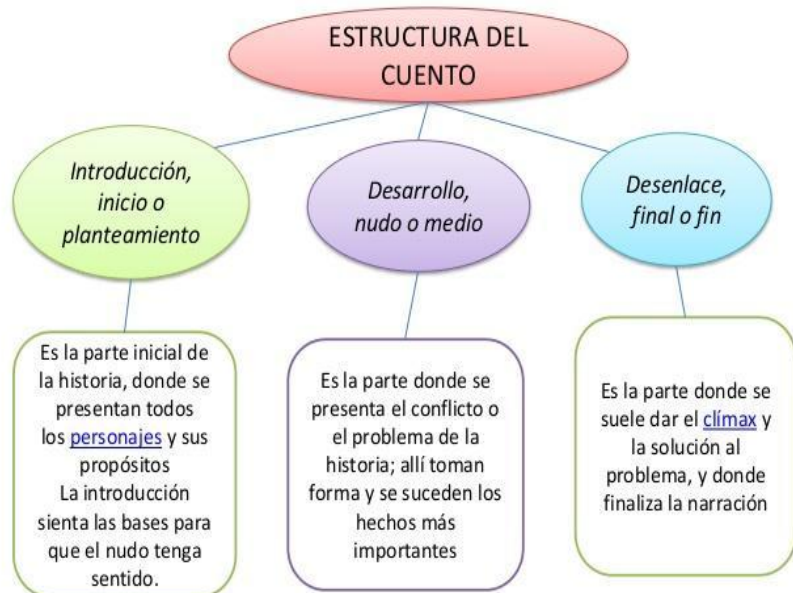 ESTRUCTURA DEL
CUENTO
Introducción,
inicio o
planteamiento
Desarrollo,
nudo o medio
Desenlace,
final o fin
Es la parte inicial de
la historia, donde se
presentan todos
los personajes y sus
propósitos
La introducción
sienta las bases para
que el nudo tenga
sentido.
Es la parte donde se
presenta el conflicto o
el problema de la
historia; allí toman
forma y se suceden los
hechos más
importantes
Es la parte donde se
suele dar el clímax y
la solución al
problema, y donde
finaliza la narración